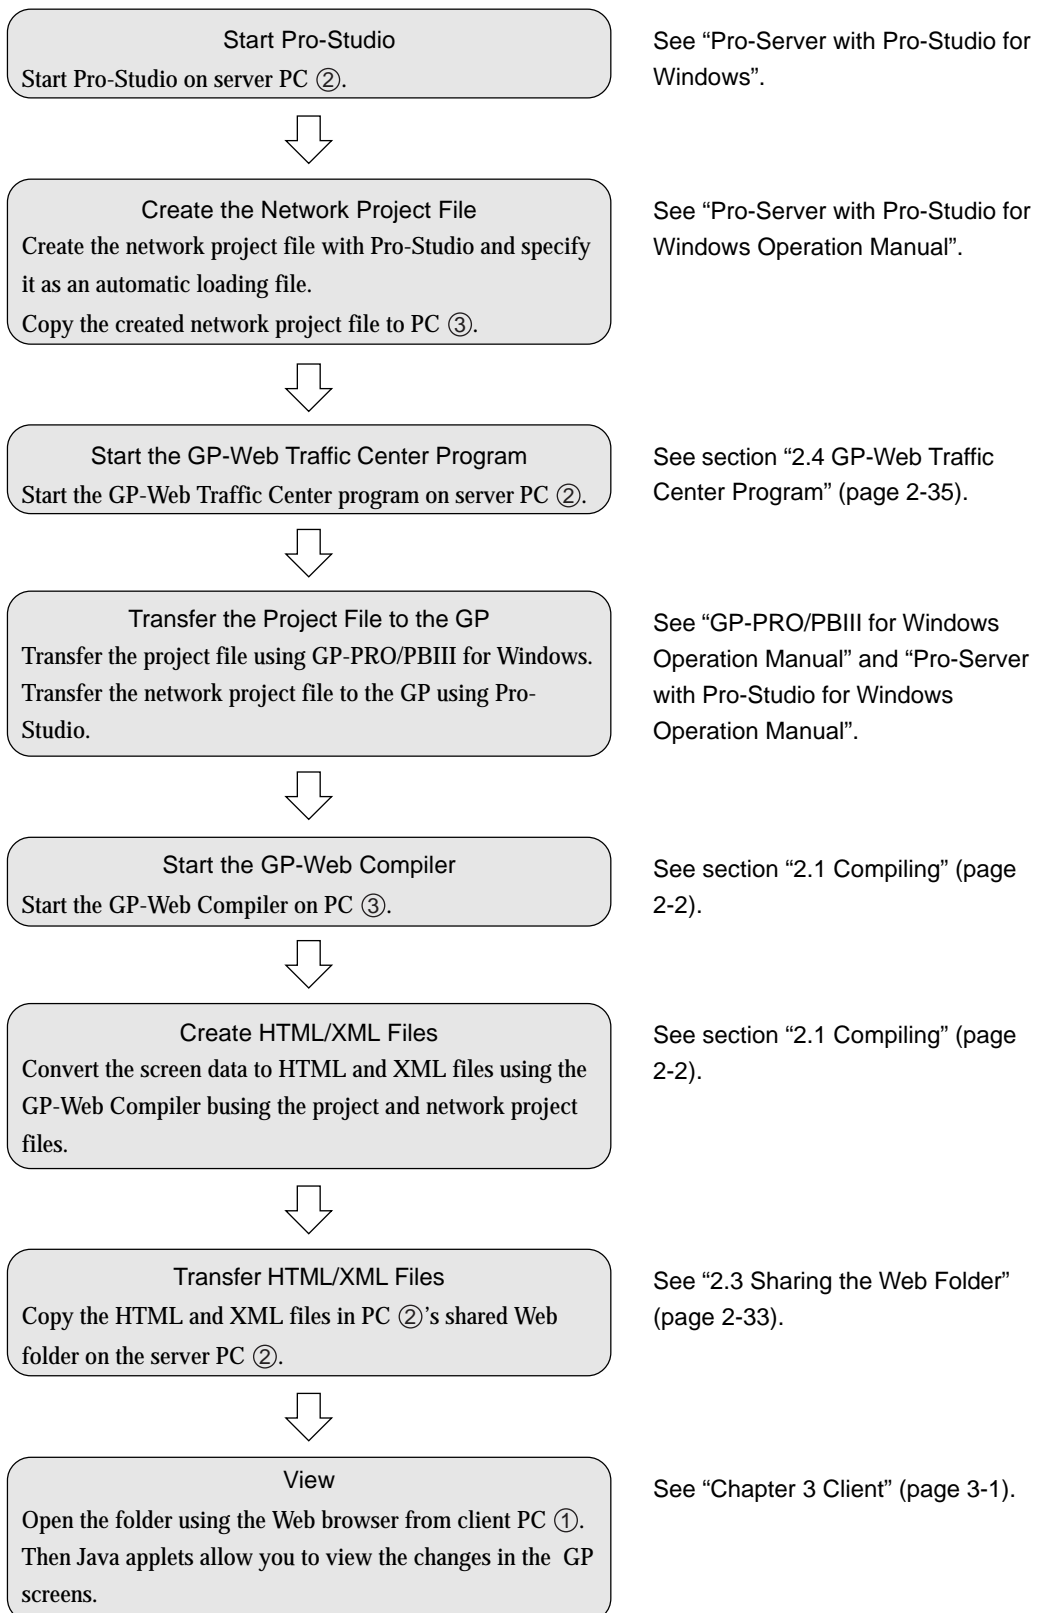 Start Pro-Studio
Start Pro-Studio on server PC ②.
See “Pro-Server with Pro-Studio for
Windows”.
Create the Network Project File
Create the network project file with Pro-Studio and specify
it as an automatic loading file.
Copy the created network project file to PC ③.
See “Pro-Server with Pro-Studio for
Windows Operation Manual”.
Start the GP-Web Traffic Center Program
Start the GP-Web Traffic Center program on server PC ②.
See section “2.4 GP-Web Traffic
Center Program” (page 2-35).
Transfer the Project File to the GP
Transfer the project file using GP-PRO/PBIII for Windows.
Transfer the network project file to the GP using Pro-
Studio.
See “GP-PRO/PBIII for Windows
Operation Manual” and “Pro-Server
with Pro-Studio for Windows
Operation Manual”.
Start the GP-Web Compiler
Start the GP-Web Compiler on PC ③.
See section “2.1 Compiling” (page
2-2).
Create HTML/XML Files
Convert the screen data to HTML and XML files using the
GP-Web Compiler busing the project and network project
files.
See section “2.1 Compiling” (page
2-2).
Transfer HTML/XML Files
Copy the HTML and XML files in PC ②’s shared Web
folder on the server PC ②.
See “2.3 Sharing the Web Folder”
(page 2-33).
View
Open the folder using the Web browser from client PC ①.
Then Java applets allow you to view the changes in the GP
screens.
See “Chapter 3 Client” (page 3-1).